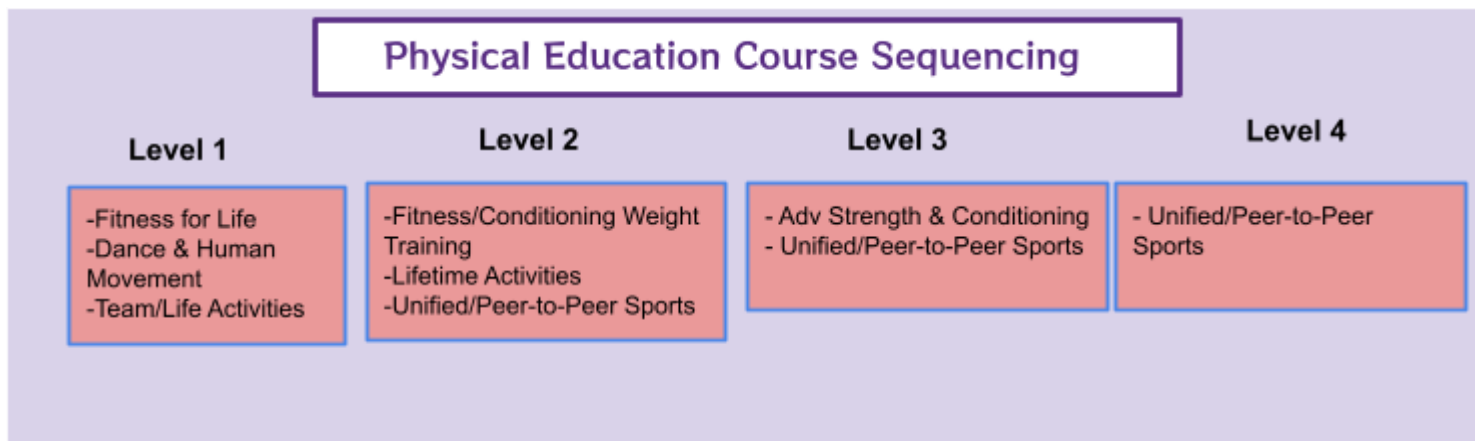 Physical Education Course Sequencing
Level 1
-Fitness for Life
-Dance & Human
Movement
-Team/Life Activities
Level 2
-Fitness/Conditioning Weight
Training
-Lifetime Activities
-Unified/Peer-to-Peer Sports
Level 3
- Adv Strength & Conditioning
- Unified/Peer-to-Peer Sports
Level 4
- Unified/Peer-to-Peer
Sports